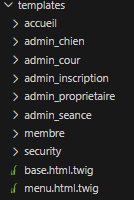 templates
accueil
admin_chien
admin_cour
admin_inscription
admin_proprietaire
admin_seance
membre
security
base.html.twig
menu.html.twig